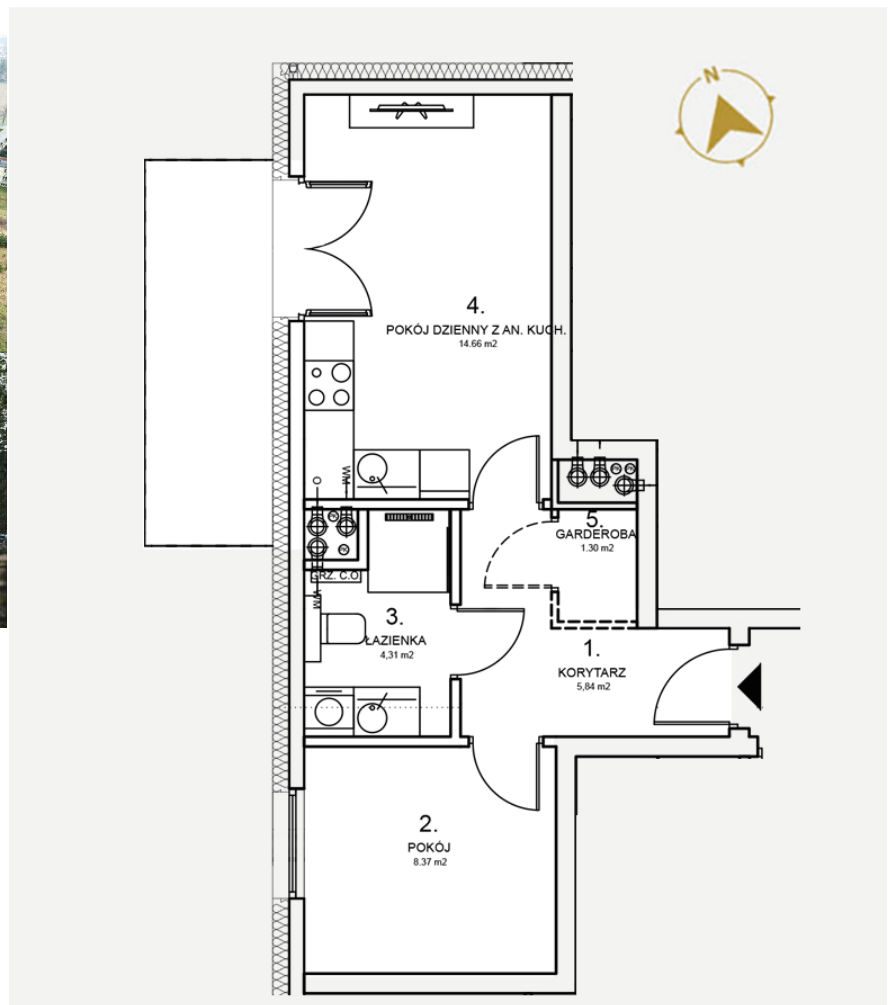 N
4.
POKÓJ DZIENNY Z AN. KUCH.
14.66 m2
WM
5.
GARDEROBA
1.30 m2
GRZ. C.O
WM
3.
ŁAZIENKA
4,31 m2
1.
KORYTARZ
5,84 m2
2.
POKÓJ
8.37 m2